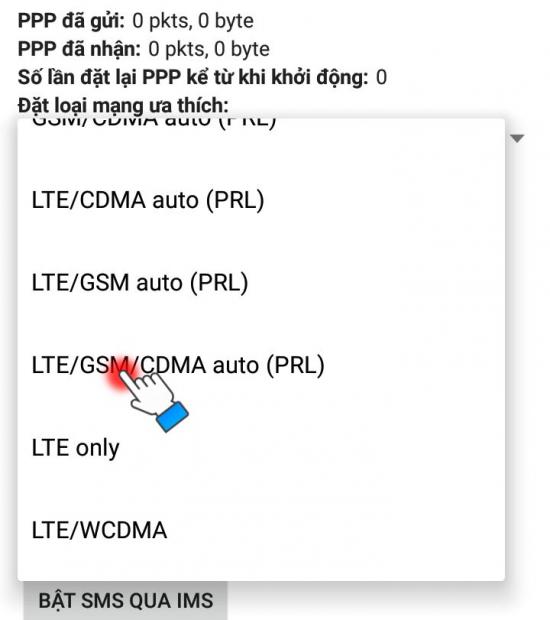 PPP đã gửi: 0 pkts, 0 byte
PPP đã nhận: 0 pkts, 0 byte
Số lần đặt lại PPP kể từ khi khởi động: 0
Đặt loại mạng ưa thích:
GSM/CDMA auto (PRL)
LTE/CDMA auto (PRL)
LTE/GSM auto (PRL)
LTE/GSM/CDMA auto (PRL)
LTE only
LTE/WCDMA
BẬT SMS QUA IMS